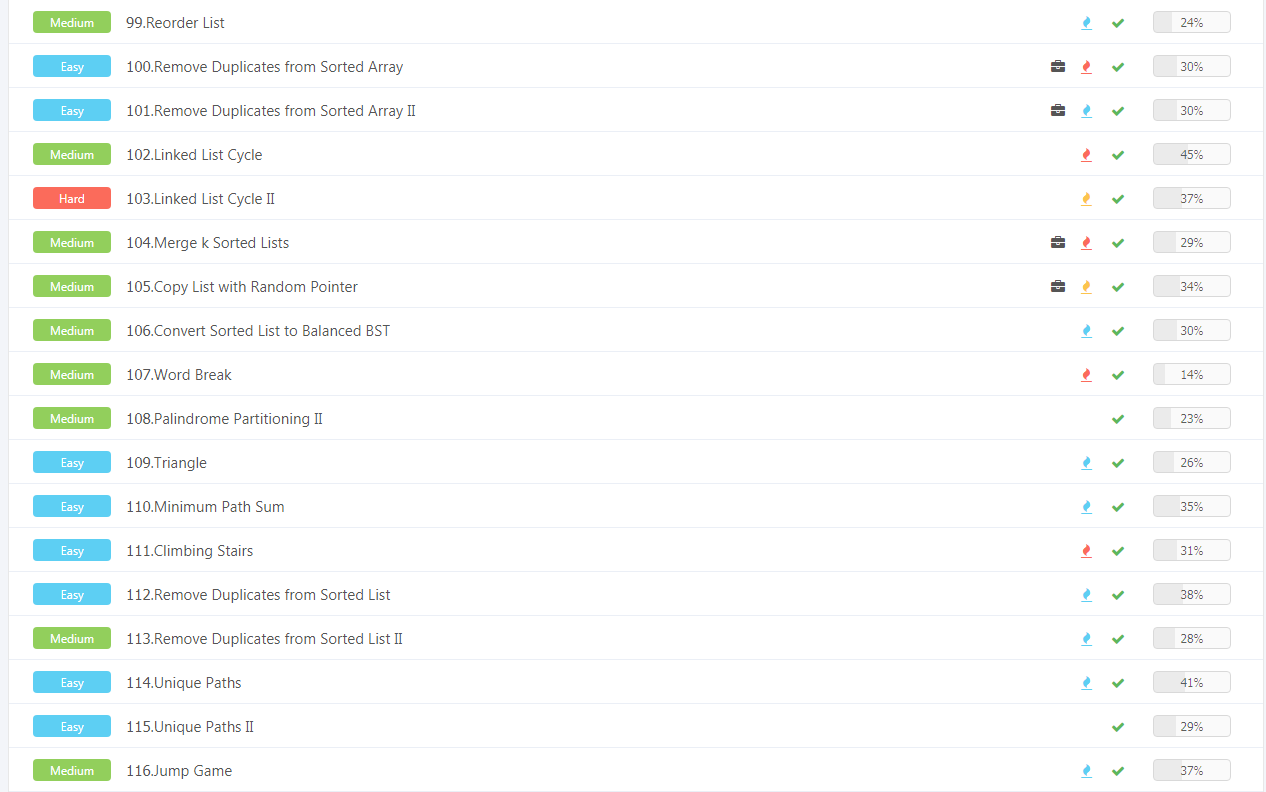 Medium 99.Reorder List 24%
Easy 100.Remove Duplicates from Sorted Array 30%
Easy 101.Remove Duplicates from Sorted Array II 30%
Medium 102.Linked List Cycle 45%
Hard 103.Linked List Cycle II 37%
Medium 104.Merge k Sorted Lists 29%
Medium 105.Copy List with Random Pointer 34%
Medium 106.Convert Sorted List to Balanced BST 30%
Medium 107.Word Break 14%
Medium 108.Palindrome Partitioning II 23%
Easy 109.Triangle 26%
Easy 110.Minimum Path Sum 35%
Easy 111.Climbing Stairs 31%
Easy 112.Remove Duplicates from Sorted List 38%
Medium 113.Remove Duplicates from Sorted List II 28%
Easy 114.Unique Paths 41%
Easy 115.Unique Paths II 29%
Medium 116.Jump Game 37%